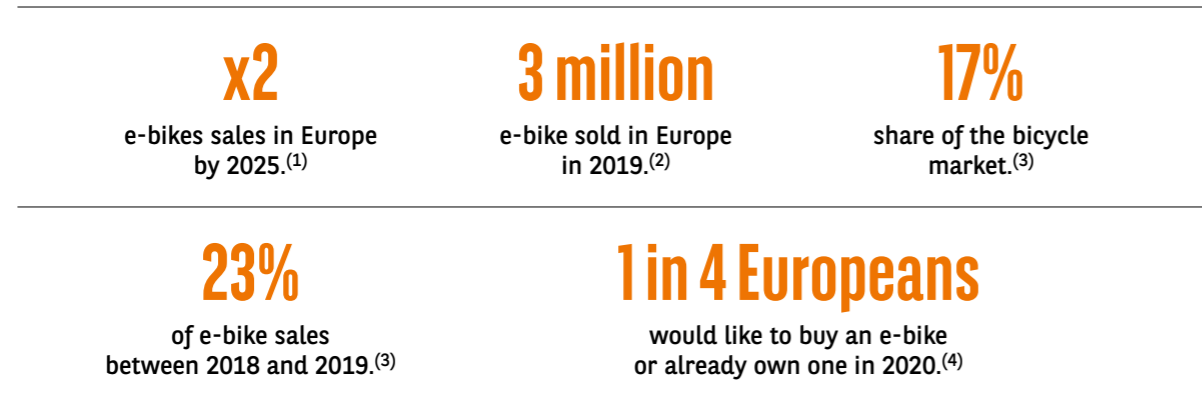 x2
e-bikes sales in Europe
by 2025.(1)
3 million
e-bike sold in Europe
in 2019.(2)
17%
share of the bicycle
market.(3)
23%
of e-bike sales
between 2018 and 2019.(3)
1 in 4 Europeans
would like to buy an e-bike
or already own one in 2020.(4)